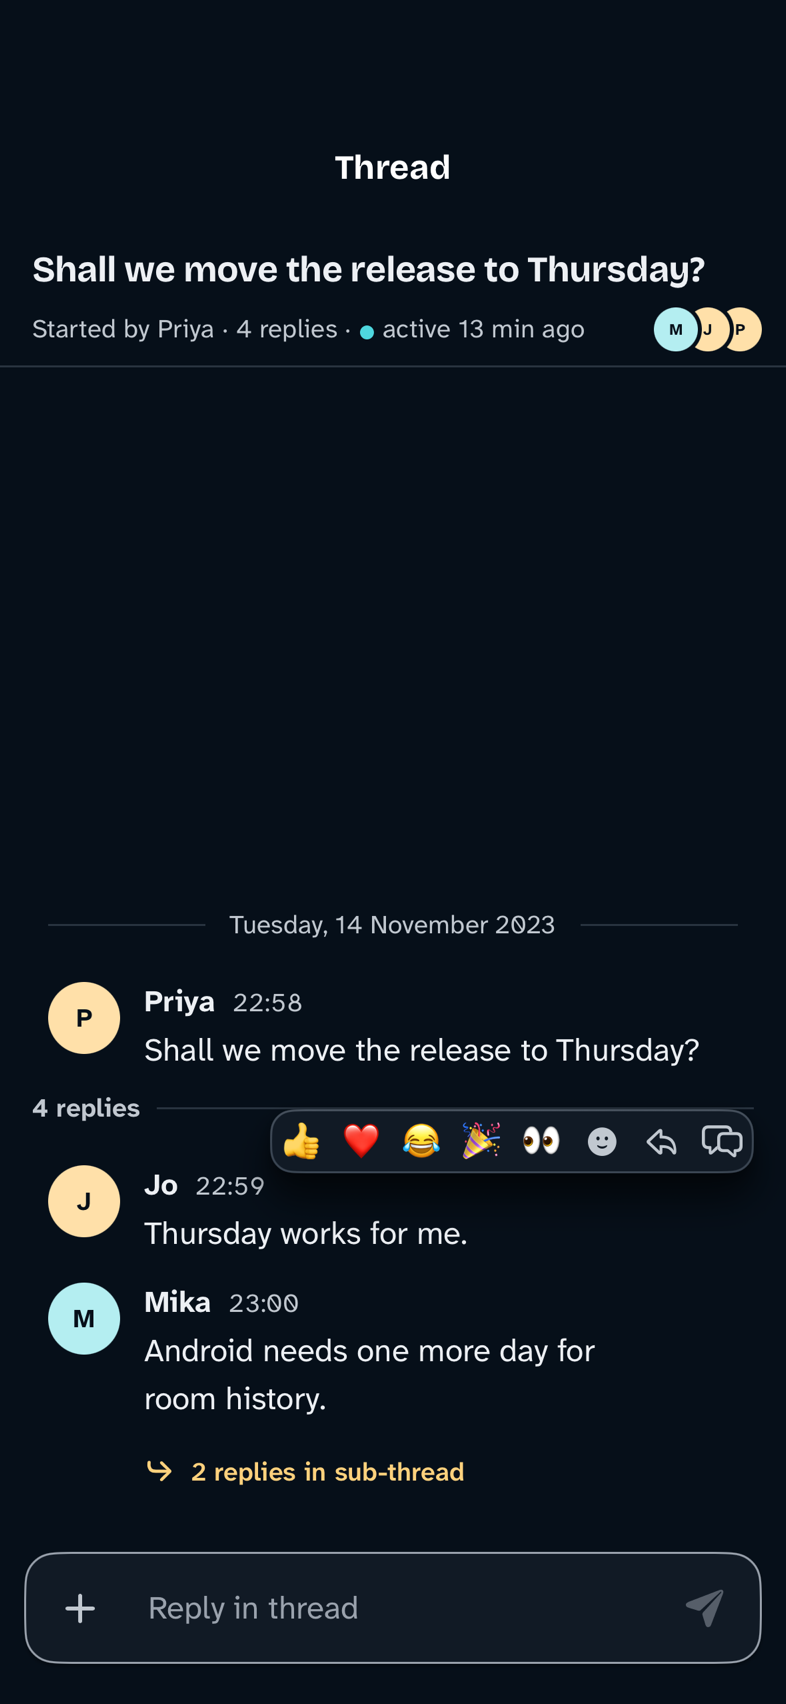 Thread
Shall we move the release to Thursday?
Started by Priya · 4 replies · active 13 min ago
M J P
Tuesday, 14 November 2023
P
Priya 22:58
Shall we move the release to Thursday?
4 replies
👍 ❤️ 😂 🎉 👀
J
Jo 22:59
Thursday works for me.
M
Mika 23:00
Android needs one more day for
room history.
2 replies in sub-thread
Reply in thread